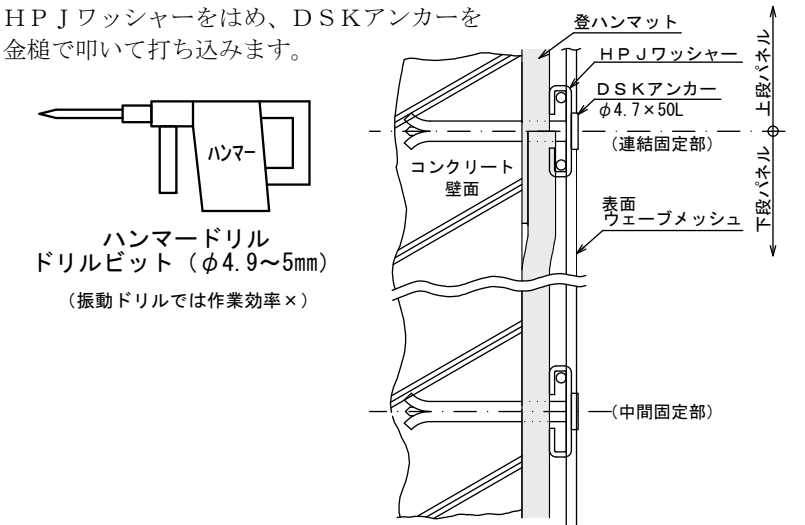 ＨＰＪワッシャーをはめ、ＤＳＫアンカーを
金槌で叩いて打ち込みます。
ハンマー
ハンマードリル
ドリルビット（φ4.9～5㎜）
（振動ドリルでは作業効率×）
登ハンマット
ＨＰＪワッシャー
ＤＳＫアンカー
φ4.7×50L
（連結固定部）
コンクリート
壁面
表面
ウェーブメッシュ
（中間固定部）
上段パネル
下段パネル